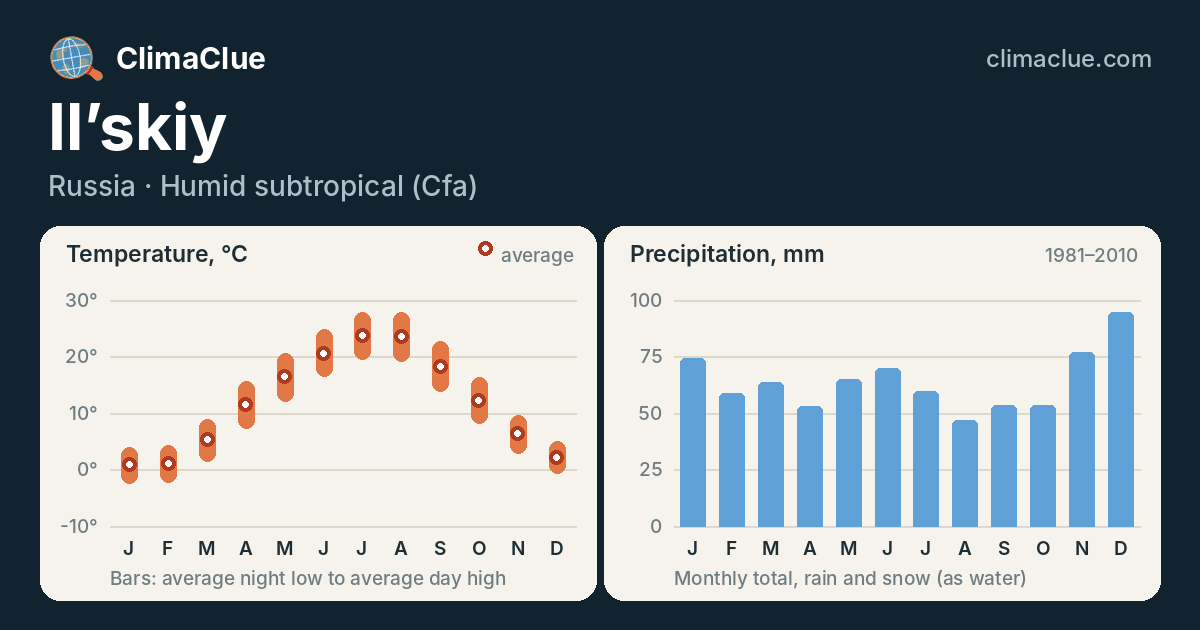 ClimaClue
climaclue.com
Il’skiy
Russia · Humid subtropical (Cfa)
Temperature, °C
average
30°
20°
10°
0°
-10°
J F M A M J J A S O N D
Bars: average night low to average day high
Precipitation, mm
1981–2010
100
75
50
25
0
J F M A M J J A S O N D
Monthly total, rain and snow (as water)